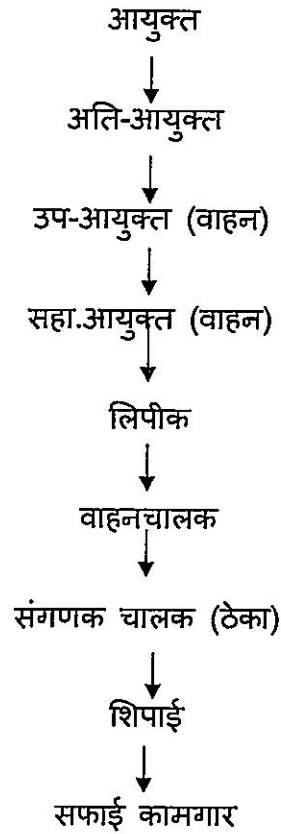 आयुक्त
अति-आयुक्त
उप-आयुक्त (वाहन)
सहा.आयुक्त (वाहन)
लिपीक
वाहनचालक
संगणक चालक (ठेका)
शिपाई
सफाई कामगार